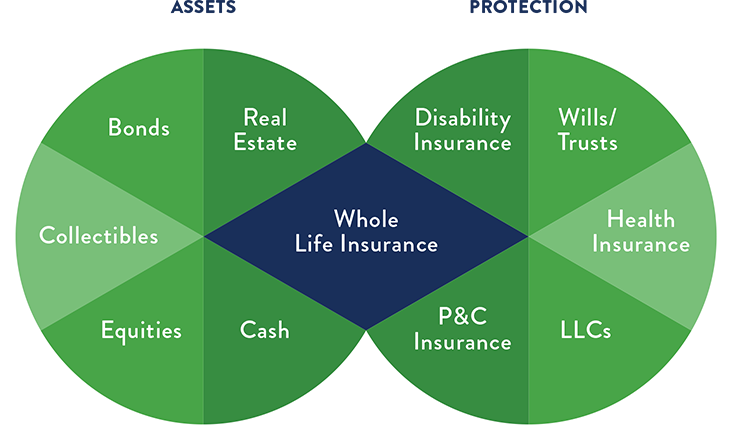 ASSETS
PROTECTION
Bonds
Real
Estate
Disability
Insurance
Wills/
Trusts
Collectibles
Whole
Life Insurance
Health
Insurance
Equities
Cash
P&C
Insurance
LLCs